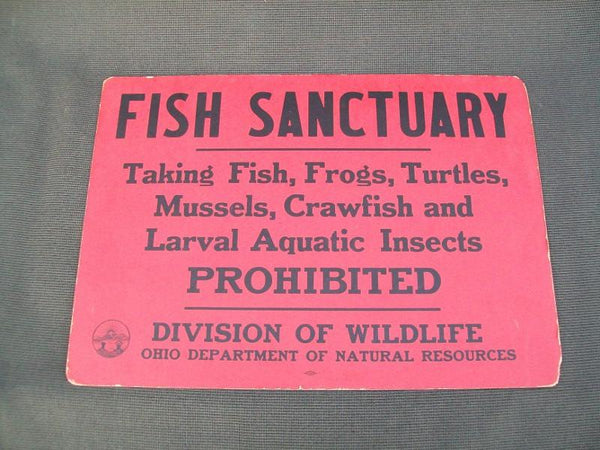 FISH SANCTUARY
Taking Fish, Frogs, Turtles,
Mussels, Crawfish and
Larval Aquatic Insects
PROHIBITED
DIVISION OF WILDLIFE
OHIO DEPARTMENT OF NATURAL RESOURCES